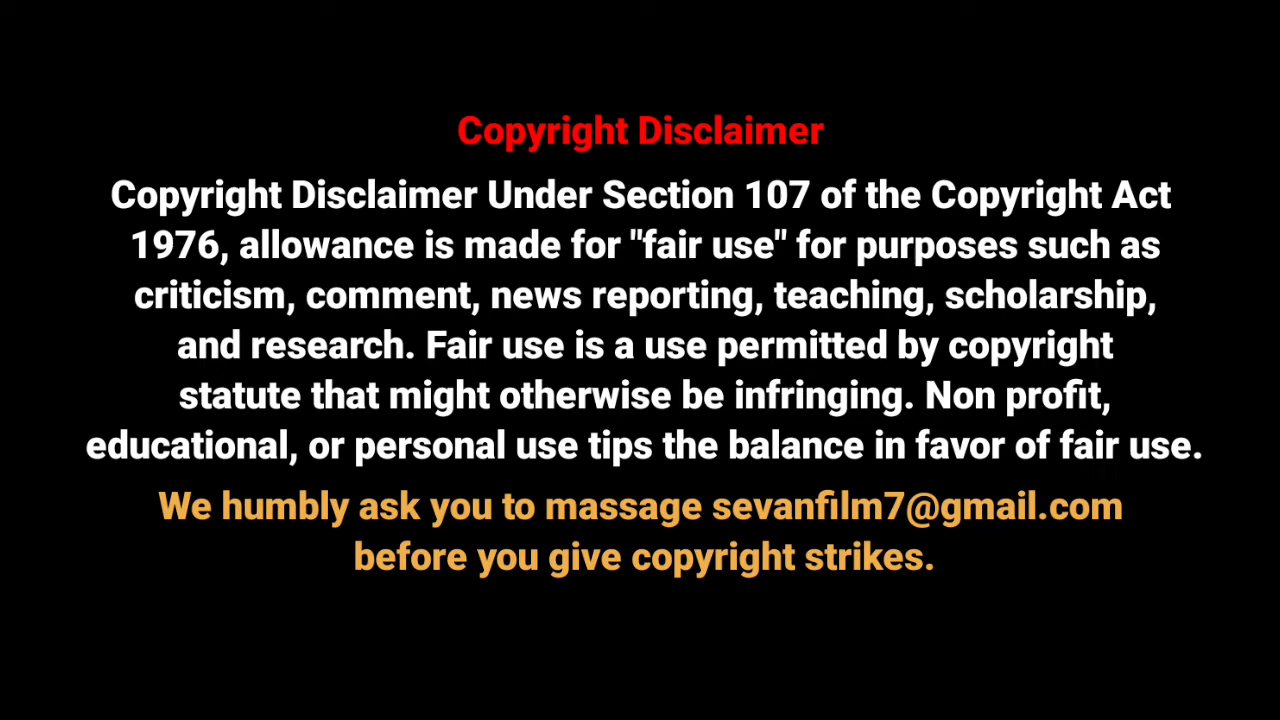 Copyright Disclaimer
Copyright Disclaimer Under Section 107 of the Copyright Act
1976, allowance is made for "fair use" for purposes such as
criticism, comment, news reporting, teaching, scholarship,
and research. Fair use is a use permitted by copyright
statute that might otherwise be infringing. Non profit,
educational, or personal use tips the balance in favor of fair use.
We humbly ask you to massage sevanfilm7@gmail.com
before you give copyright strikes.